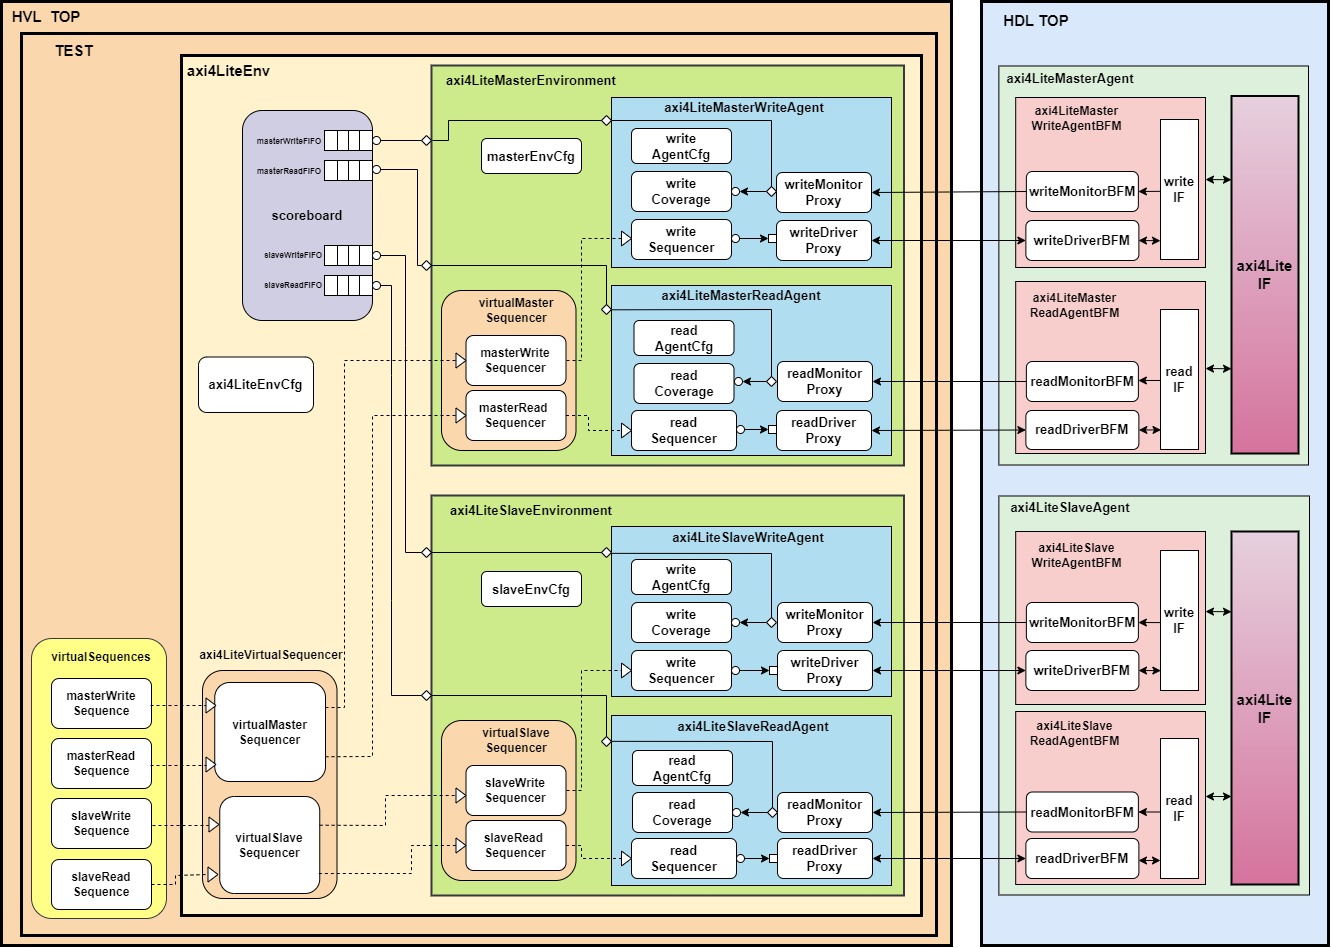 HVL TOP
TEST
axi4LiteEnv
masterWriteFIFO
masterReadFIFO
scoreboard
slaveWriteFIFO
slaveReadFIFO
axi4LiteEnvCfg
virtualSequences
masterWrite
Sequence
masterRead
Sequence
slaveWrite
Sequence
slaveRead
Sequence
axi4LiteVirtualSequencer
virtualMaster
Sequencer
virtualSlave
Sequencer
axi4LiteMasterEnvironment
masterEnvCfg
virtualMaster
Sequencer
masterWrite
Sequencer
masterRead
Sequencer
axi4LiteMasterWriteAgent
write
AgentCfg
write
Coverage
writeMonitor
Proxy
write
Sequencer
writeDriver
Proxy
axi4LiteMasterReadAgent
read
AgentCfg
read
Coverage
readMonitor
Proxy
read
Sequencer
readDriver
Proxy
axi4LiteSlaveEnvironment
slaveEnvCfg
virtualSlave
Sequencer
slaveWrite
Sequencer
slaveRead
Sequencer
axi4LiteSlaveWriteAgent
write
AgentCfg
write
Coverage
writeMonitor
Proxy
write
Sequencer
writeDriver
Proxy
axi4LiteSlaveReadAgent
read
AgentCfg
read
Coverage
readMonitor
Proxy
read
Sequencer
readDriver
Proxy
HDL TOP
axi4LiteMasterAgent
axi4LiteMaster
WriteAgentBFM
writeMonitorBFM
writeDriverBFM
write
IF
axi4LiteMaster
ReadAgentBFM
readMonitorBFM
readDriverBFM
read
IF
axi4Lite
IF
axi4LiteSlaveAgent
axi4LiteSlave
WriteAgentBFM
writeMonitorBFM
writeDriverBFM
write
IF
axi4LiteSlave
ReadAgentBFM
readMonitorBFM
readDriverBFM
read
IF
axi4Lite
IF